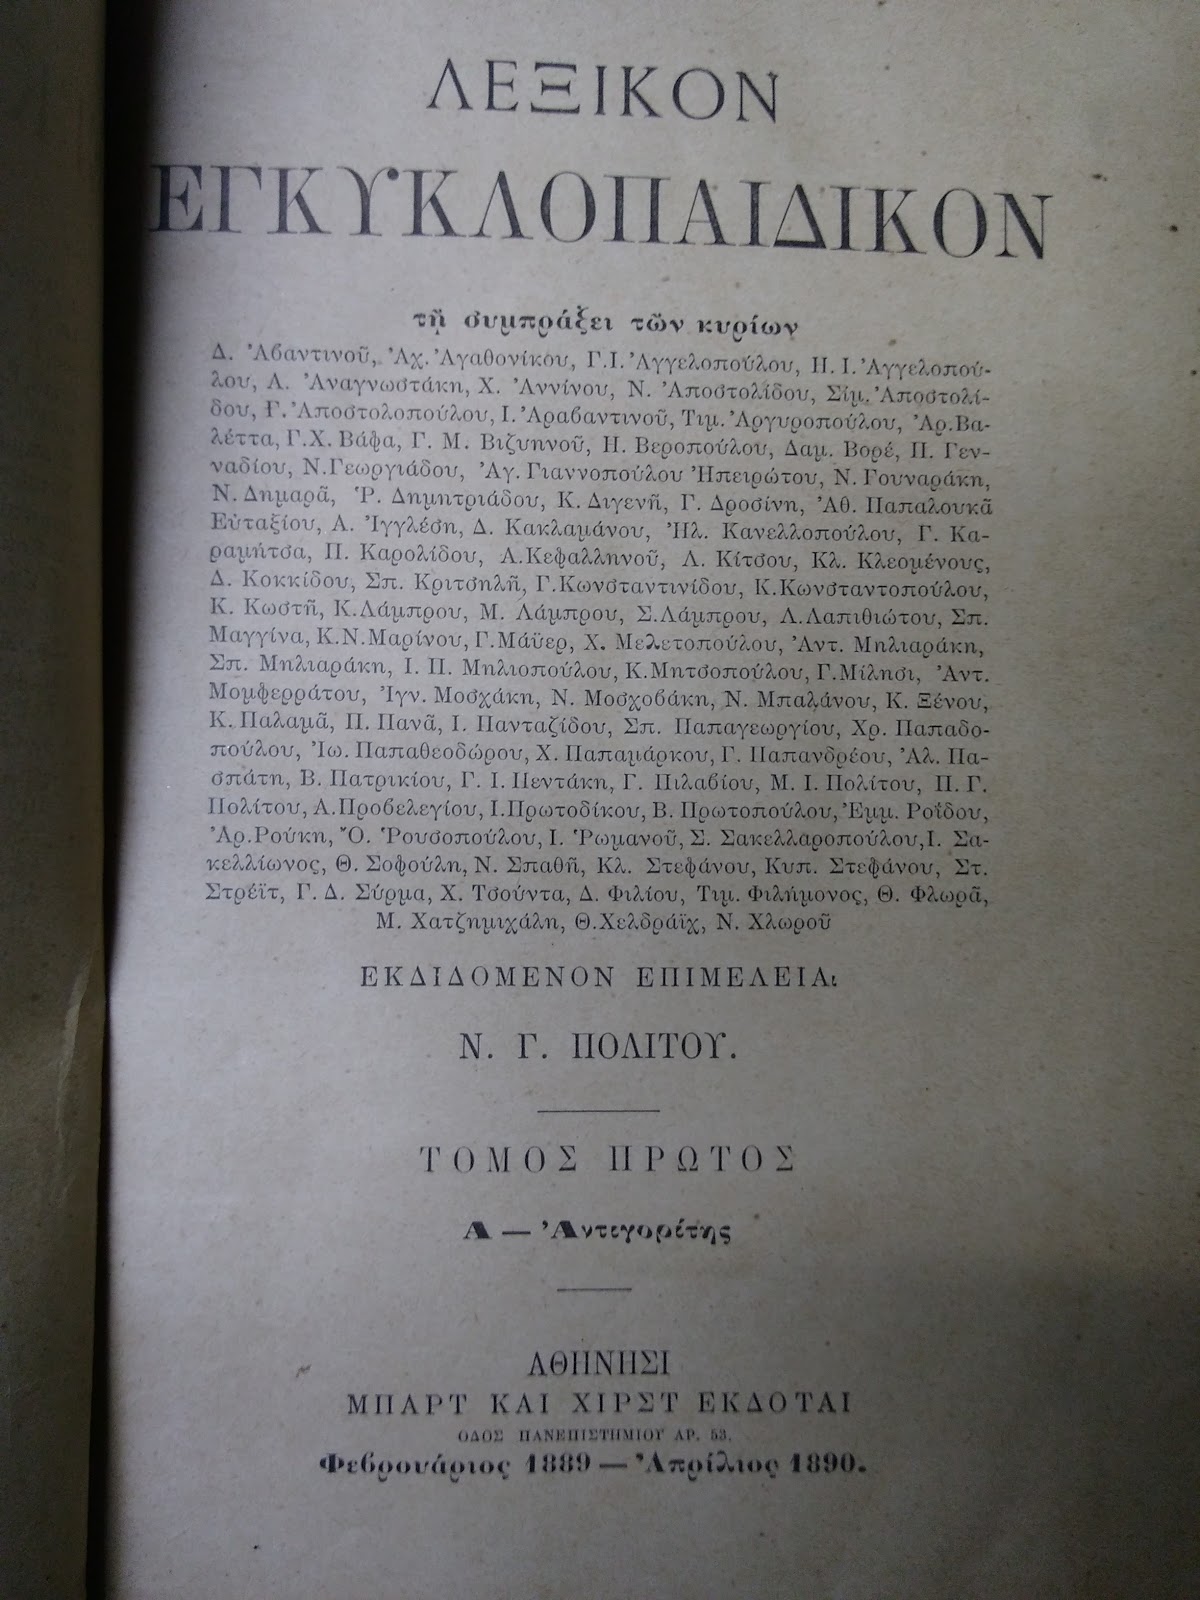 ΛΕΞΙΚΟΝ
ΕΓΚΥΚΛΟΠΑΙΔΙΚΟΝ
τῇ συμπράξει τῶν κυρίων
Δ. Ἀβαντινοῦ, Ἀχ. Ἀγαθονίκου, Γ.Ι. Ἀγγελοπούλου, Η. Ι. Ἀγγελοπού-
λου, Λ. Ἀναγνωστάκη, Χ. Ἀννίνου, Ν. Ἀποστολίδου, Σίμ. Ἀποστολί-
δου, Γ. Ἀποστολοπούλου, Ι. Ἀραβαντινοῦ, Τιμ. Ἀργυροπούλου, Ἀρ. Βα-
λέττα, Γ.Χ. Βάφα, Γ. Μ. Βιζυηνοῦ, Η. Βεροπούλου, Δαμ. Βορέ, Π. Γεν-
ναδίου, Ν. Γεωργιάδου, Ἀγ. Γιαννοπούλου Ἠπειρώτου, Ν. Γουναράκη,
Ν. Δημαρᾶ, Ῥ. Δημητριάδου, Κ. Διγενῆ, Γ. Δροσίνη, Ἀθ. Παπαλουκᾶ
Εὐταξίου, Α. Ἰγγλέση, Δ. Κακλαμάνου, Ἠλ. Κανελλοπούλου, Γ. Κα-
ραμήτσα, Π. Καρολίδου, Α. Κεφαλληνοῦ, Λ. Κίτσου, Κλ. Κλεομένους,
Δ. Κοκκίδου, Σπ. Κριτσηλῆ, Γ. Κωνσταντινίδου, Κ. Κωνσταντοπούλου,
Κ. Κωστῆ, Κ. Λάμπρου, Μ. Λάμπρου, Σ. Λάμπρου, Λ. Λαπιθιώτου, Σπ.
Μαγγίνα, Κ.Ν. Μαρίνου, Γ. Μάϋερ, Χ. Μελετοπούλου, Ἀντ. Μηλιαράκη,
Σπ. Μηλιαράκη, Ι. Π. Μηλιοπούλου, Κ. Μητσοπούλου, Γ. Μίλησι, Ἀντ.
Μομφερράτου, Ἰγν. Μοσχάκη, Ν. Μοσχοβάκη, Ν. Μπαλάνου, Κ. Ξένου,
Κ. Παλαμᾶ, Π. Πανᾶ, Ι. Πανταζίδου, Σπ. Παπαγεωργίου, Χρ. Παπαδο-
πούλου, Ἰω. Παπαθεοδώρου, Χ. Παπαμάρκου, Γ. Παπανδρέου, Ἀλ. Πα-
σπάτη, Β. Πατρικίου, Γ. Ι. Πεντάκη, Γ. Πιλαβίου, Μ. Ι. Πολίτου, Π. Γ.
Πολίτου, Α. Προβελεγίου, Ι. Πρωτοδίκου, Β. Πρωτοπούλου, Ἐμμ. Ροΐδου,
Ἀρ. Ρούκη, Ὄ. Ῥουσοπούλου, Ι. Ῥωμανοῦ, Σ. Σακελλαροπούλου, Ι. Σα-
κελλίωνος, Θ. Σοφούλη, Ν. Σπαθῆ, Κλ. Στεφάνου, Κυπ. Στεφάνου, Στ.
Στρέϊτ, Γ. Δ. Σύρμα, Χ. Τσούντα, Δ. Φιλίου, Τιμ. Φιλήμονος, Θ. Φλωρᾶ,
Μ. Χατζημιχάλη, Θ. Χελδράϊχ, Ν. Χλωροῦ
ΕΚΔΙΔΟΜΕΝΟΝ ΕΠΙΜΕΛΕΙΑι
Ν. Γ. ΠΟΛΙΤΟΥ.
ΤΟΜΟΣ ΠΡΩΤΟΣ
Α — Ἀντιγορίτης
ΑΘΗΝΗΣΙ
ΜΠΑΡΤ ΚΑΙ ΧΙΡΣΤ ΕΚΔΟΤΑΙ
ΟΔΟΣ ΠΑΝΕΠΙΣΤΗΜΙΟΥ ΑΡ. 53.
Φεβρουάριος 1889 — Ἀπρίλιος 1890.